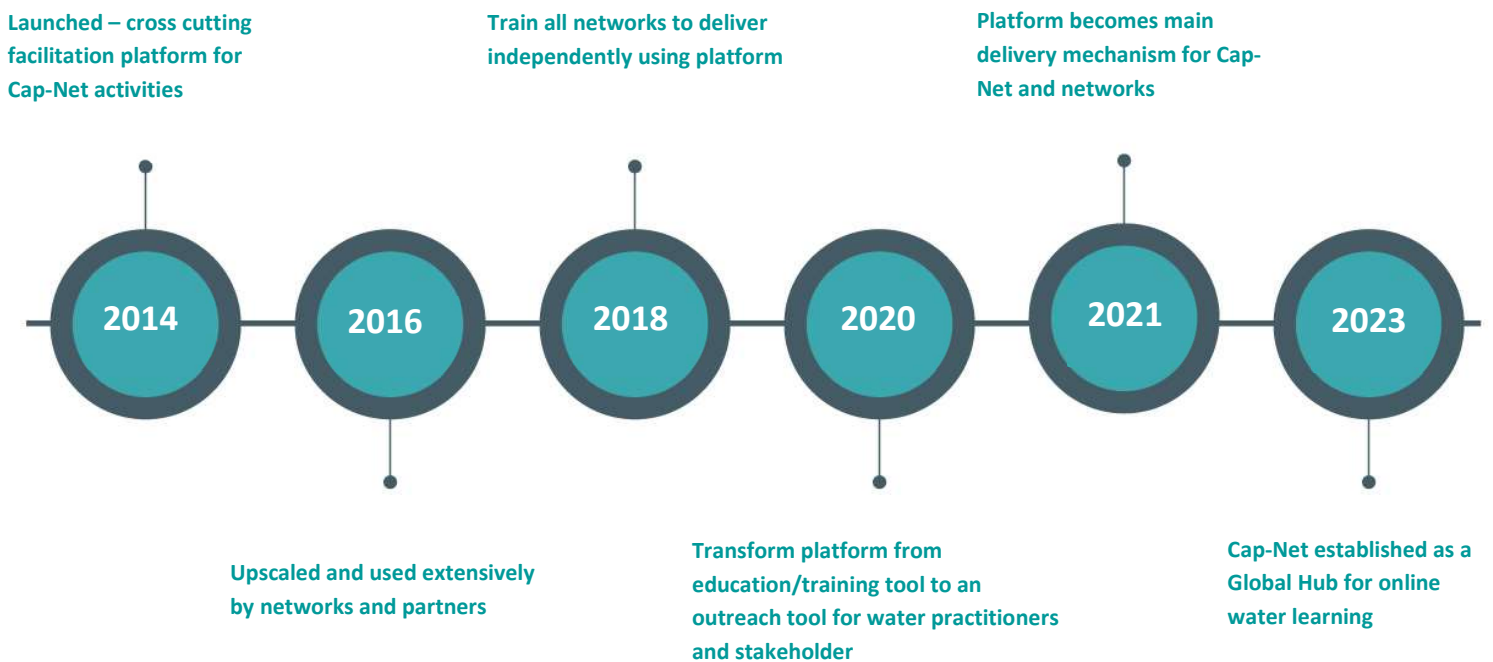 Launched – cross cutting
facilitation platform for
Cap-Net activities
Train all networks to deliver
independently using platform
Platform becomes main
delivery mechanism for Cap-
Net and networks
2014
2016
2018
2020
2021
2023
Upscaled and used extensively
by networks and partners
Transform platform from
education/training tool to an
outreach tool for water practitioners
and stakeholder
Cap-Net established as a
Global Hub for online
water learning